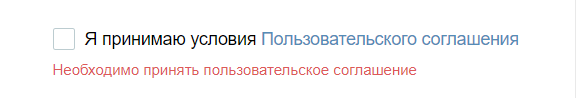 Я принимаю условия Пользовательского соглашения
Необходимо принять пользовательское соглашение